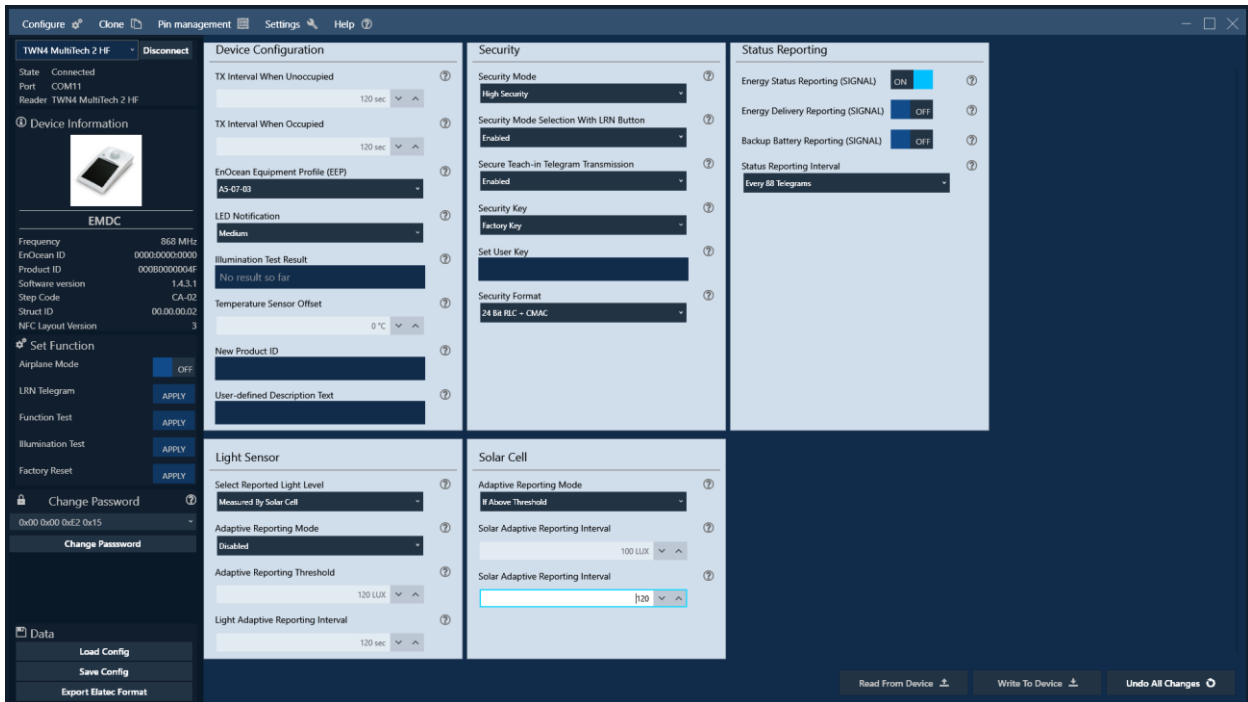 Configure Clone Pin management Settings Help
TWN4 MultiTech 2 HF Disconnect
State Connected
Port COM11
Reader TWN4 MultiTech 2 HF
Device Information
EMDC
Frequency 868 MHz
EnOcean ID 0000:0000:0000
Product ID 000B0000004F
Software version 1.4.3.1
Step Code CA-02
Struct ID 00.00.00.02
NFC Layout Version 3
Set Function
Airplane Mode OFF
LRN Telegram APPLY
Function Test APPLY
Illumination Test APPLY
Factory Reset APPLY
Change Password
0x00 0x00 0xE2 0x15
Change Passsword
Data
Load Config
Save Config
Export Elatec Format
Device Configuration
TX Interval When Unoccupied
120 sec
TX Interval When Occupied
120 sec
EnOcean Equipment Profile (EEP)
A5-07-03
LED Notification
Medium
Illumination Test Result
No result so far
Temperature Sensor Offset
0 °C
New Product ID
User-defined Description Text
Security
Security Mode
High Security
Security Mode Selection With LRN Button
Enabled
Secure Teach-in Telegram Transmission
Enabled
Security Key
Factory Key
Set User Key
Security Format
24 Bit RLC + CMAC
Status Reporting
Energy Status Reporting (SIGNAL) ON
Energy Delivery Reporting (SIGNAL) OFF
Backup Battery Reporting (SIGNAL) OFF
Status Reporting Interval
Every 88 Telegrams
Light Sensor
Select Reported Light Level
Measured By Solar Cell
Adaptive Reporting Mode
Disabled
Adaptive Reporting Threshold
120 LUX
Light Adaptive Reporting Interval
120 sec
Solar Cell
Adaptive Reporting Mode
If Above Threshold
Solar Adaptive Reporting Interval
100 LUX
Solar Adaptive Reporting Interval
120
Read From Device Write To Device Undo All Changes